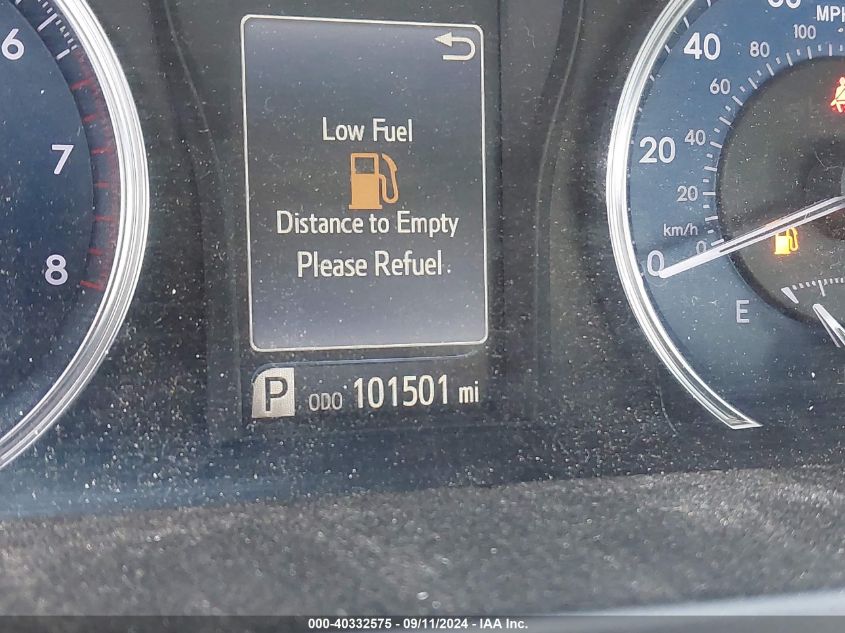 6
7
8
Low Fuel
Distance to Empty
Please Refuel
P ODO 101501 mi
MPH
100
40 80
60
20 40
20
km/h
0 0
E
000-40332575 - 09/11/2024 - IAA Inc.